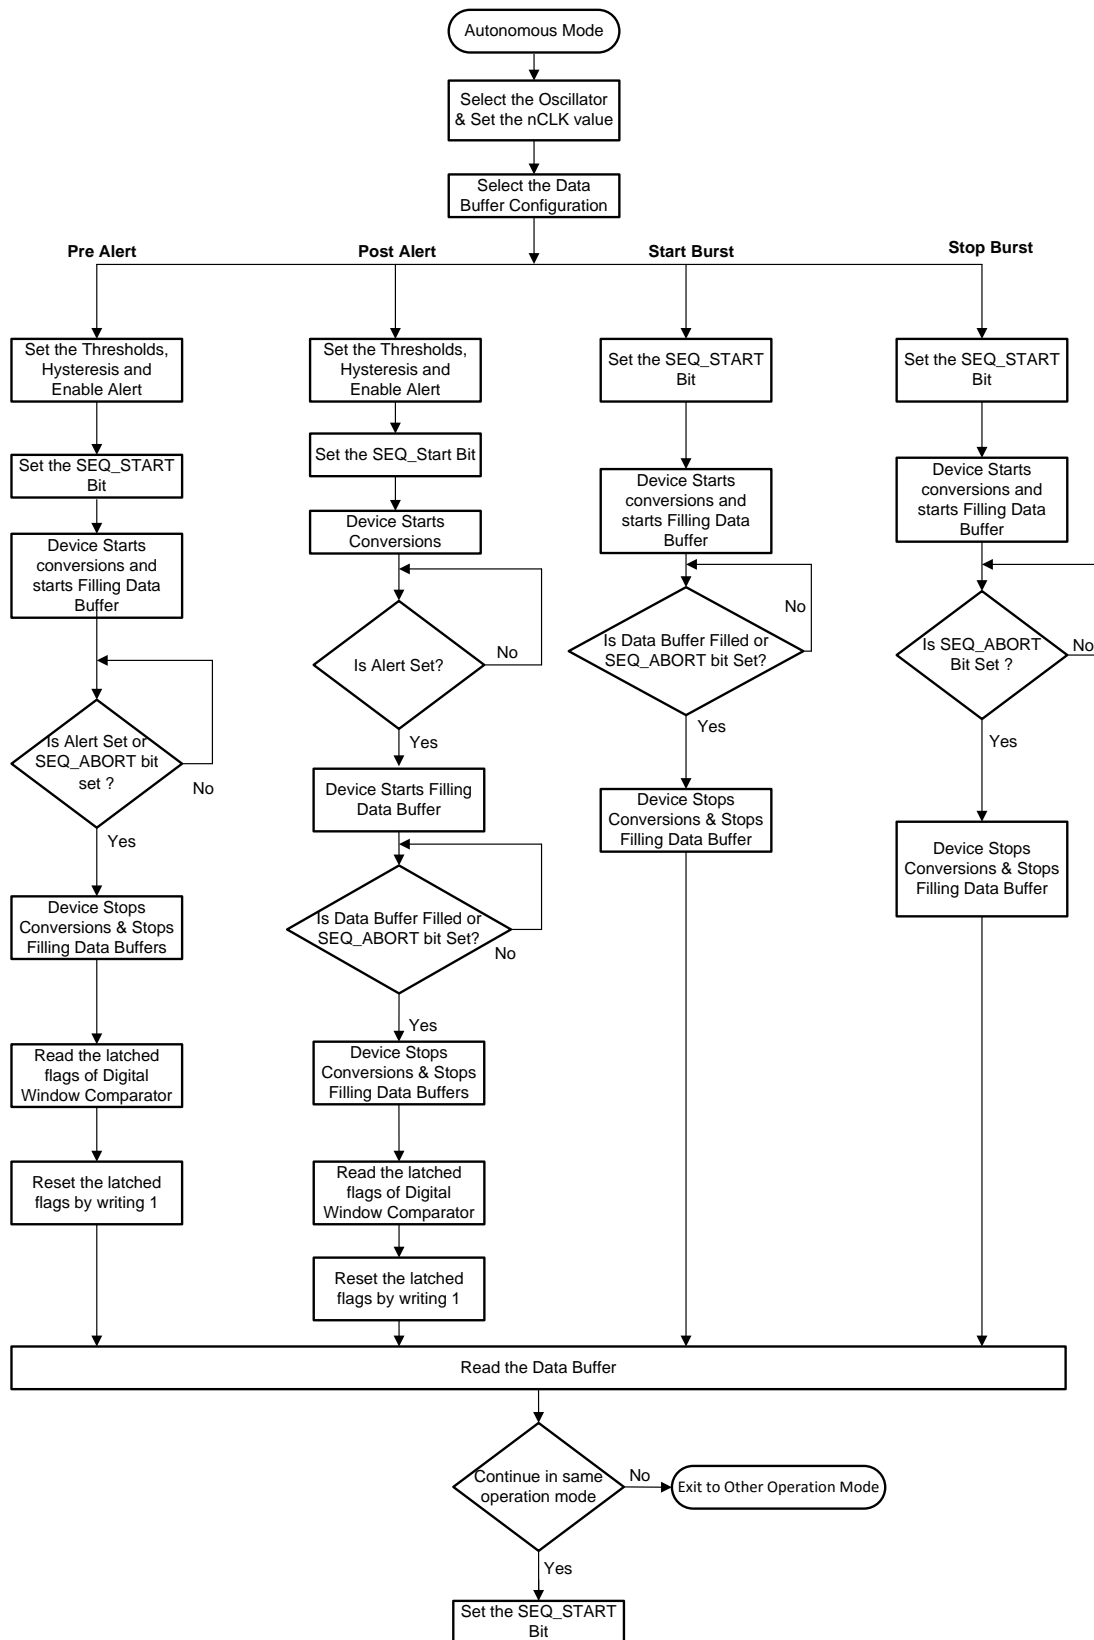 Autonomous Mode
Select the Oscillator
& Set the nCLK value
Select the Data
Buffer Configuration
Pre Alert
Post Alert
Start Burst
Stop Burst
Set the Thresholds,
Hysteresis and
Enable Alert
Set the SEQ_START
Bit
Device Starts
conversions and
starts Filling Data
Buffer
Is Alert Set or
SEQ_ABORT bit
set ?
No
Yes
Device Stops
Conversions & Stops
Filling Data Buffers
Read the latched
flags of Digital
Window Comparator
Reset the latched
flags by writing 1
Set the Thresholds,
Hysteresis and
Enable Alert
Set the SEQ_Start Bit
Device Starts
Conversions
Is Alert Set?
No
Yes
Device Starts Filling
Data Buffer
Is Data Buffer Filled or
SEQ_ABORT bit Set?
No
Yes
Device Stops
Conversions & Stops
Filling Data Buffers
Read the latched
flags of Digital
Window Comparator
Reset the latched
flags by writing 1
Set the SEQ_START
Bit
Device Starts
conversions and
starts Filling Data
Buffer
Is Data Buffer Filled or
SEQ_ABORT bit Set?
No
Yes
Device Stops
Conversions & Stops
Filling Data Buffer
Set the SEQ_START
Bit
Device Starts
conversions and
starts Filling Data
Buffer
Is SEQ_ABORT
Bit Set ?
No
Yes
Device Stops
Conversions & Stops
Filling Data Buffer
Read the Data Buffer
Continue in same
operation mode
No
Exit to Other Operation Mode
Yes
Set the SEQ_START
Bit